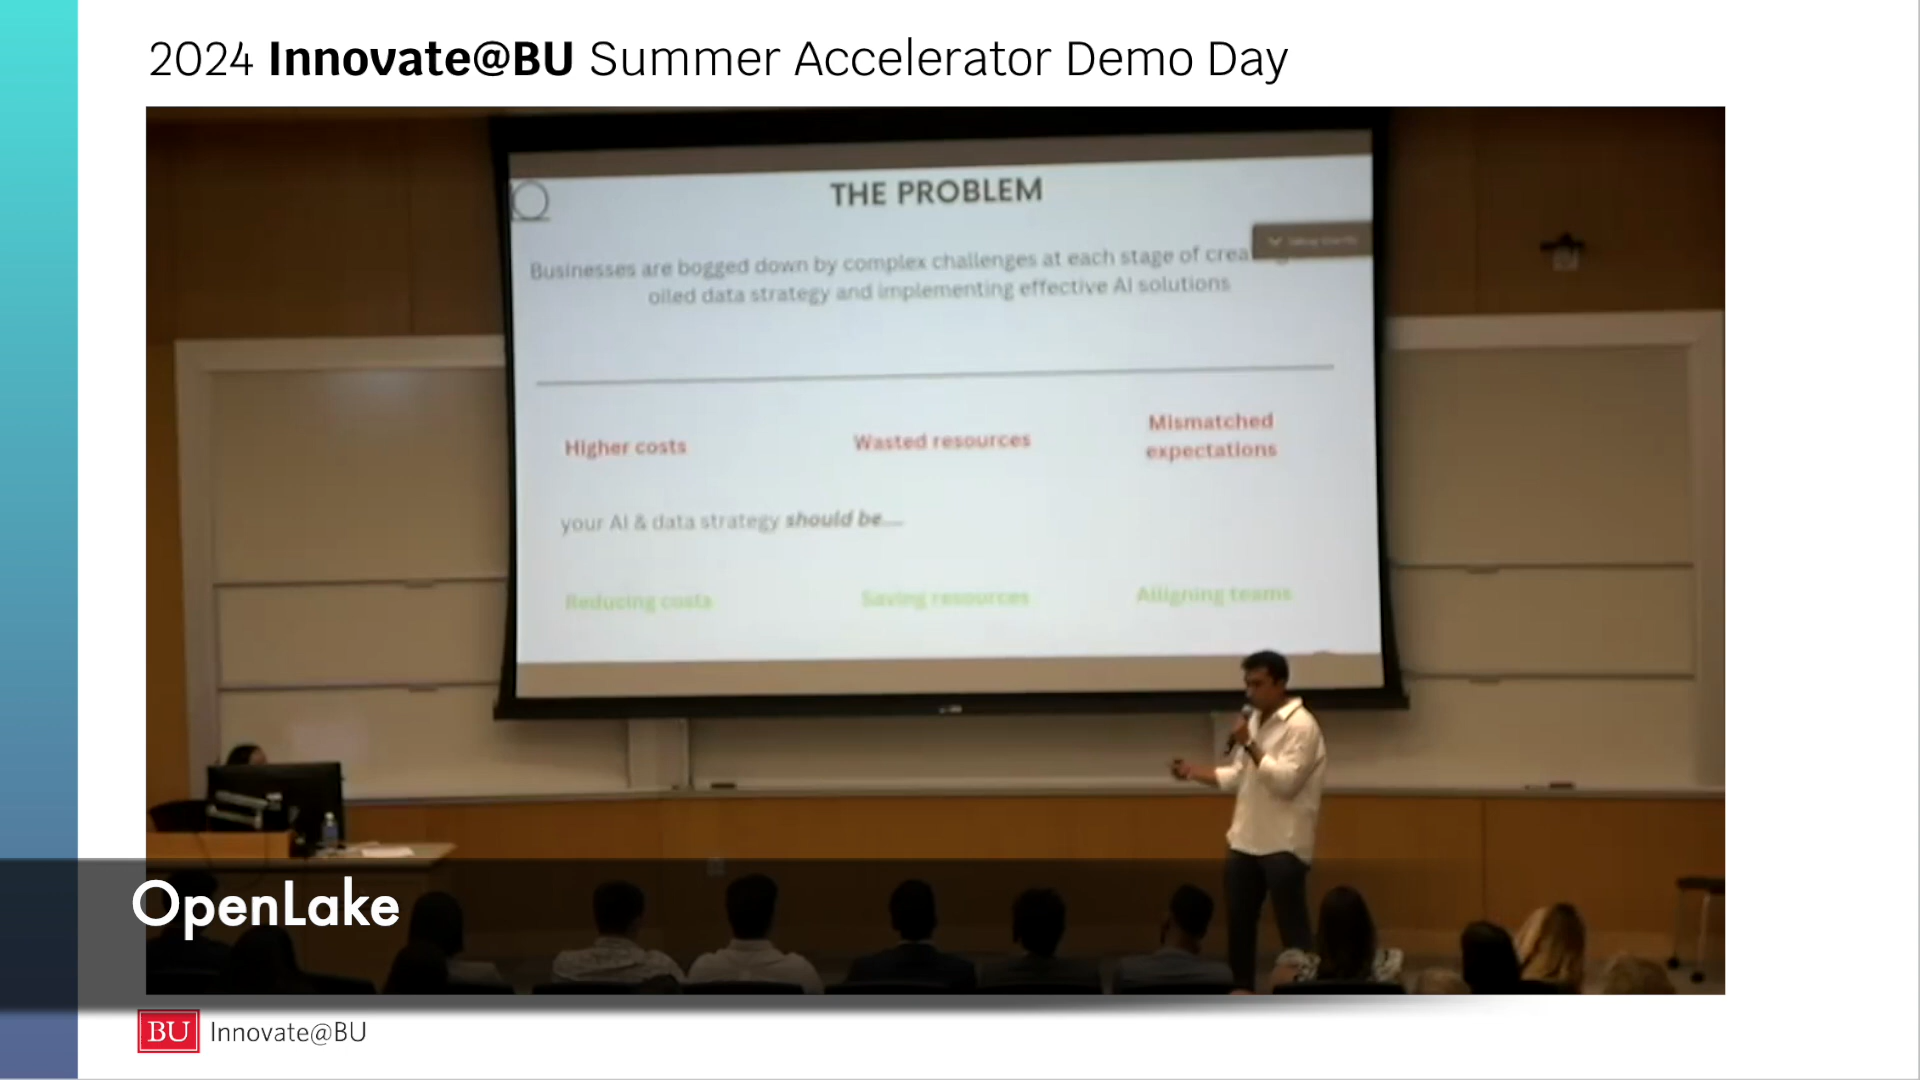 2024 Innovate@BU Summer Accelerator Demo Day
THE PROBLEM
Businesses are bogged down by complex challenges at each stage of crea
oiled data strategy and implementing effective AI solutions
Higher costs
Wasted resources
Mismatched
expectations
your AI & data strategy should be....
Reducing costs
Saving resources
Alligning teams
OpenLake
BU Innovate@BU